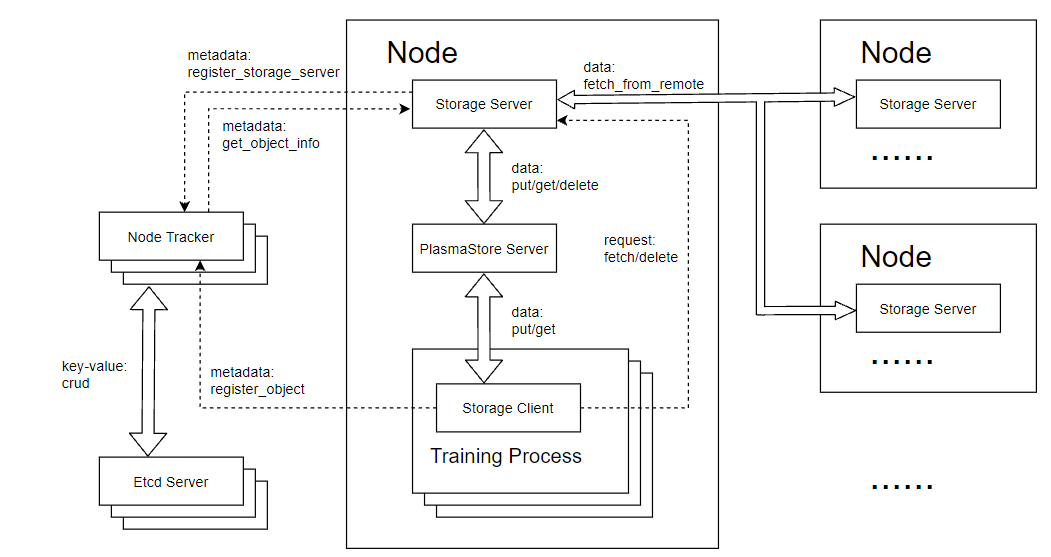 metadata:
register_storage_server
metadata:
get_object_info
Node Tracker
key-value:
crud
Etcd Server
metadata:
register_object
Node
Storage Server
data:
put/get/delete
PlasmaStore Server
data:
put/get
Storage Client
Training Process
request:
fetch/delete
data:
fetch_from_remote
Node
Storage Server
......
Node
Storage Server
......
......